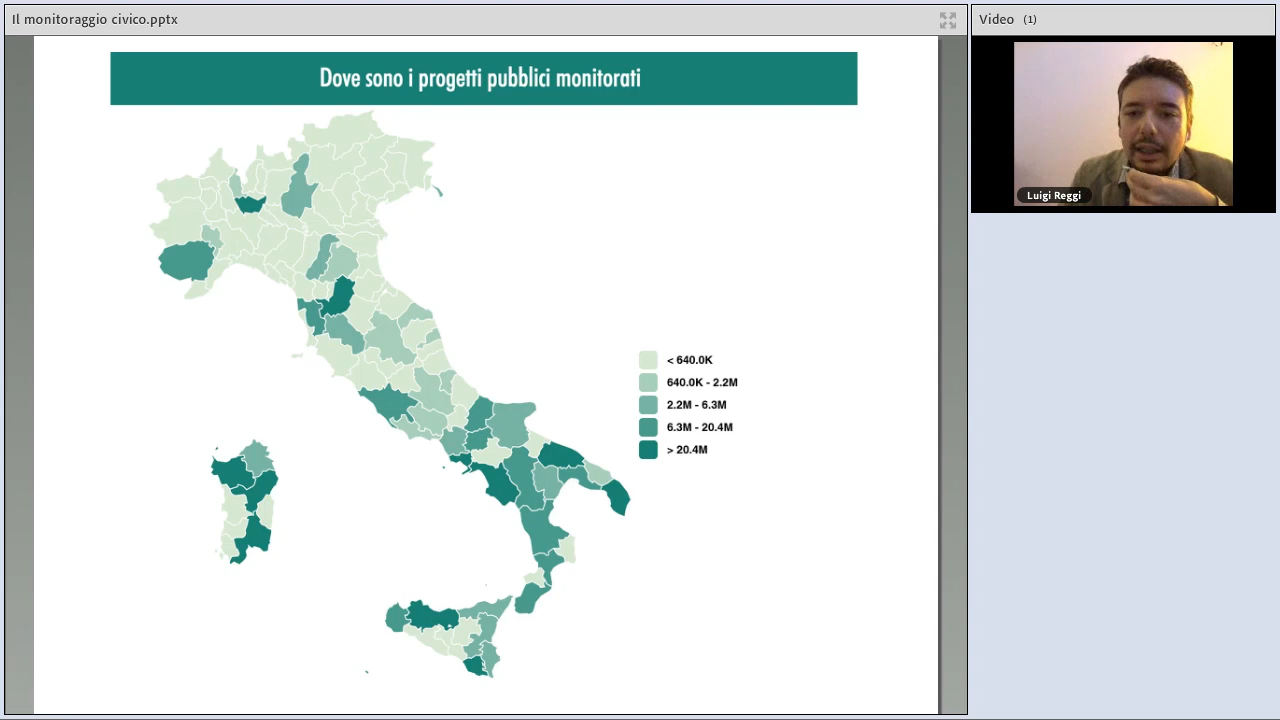 Il monitoraggio civico.pptx
Video (1)
Dove sono i progetti pubblici monitorati
Luigi Reggi
< 640.0K
640.0K - 2.2M
2.2M - 6.3M
6.3M - 20.4M
> 20.4M